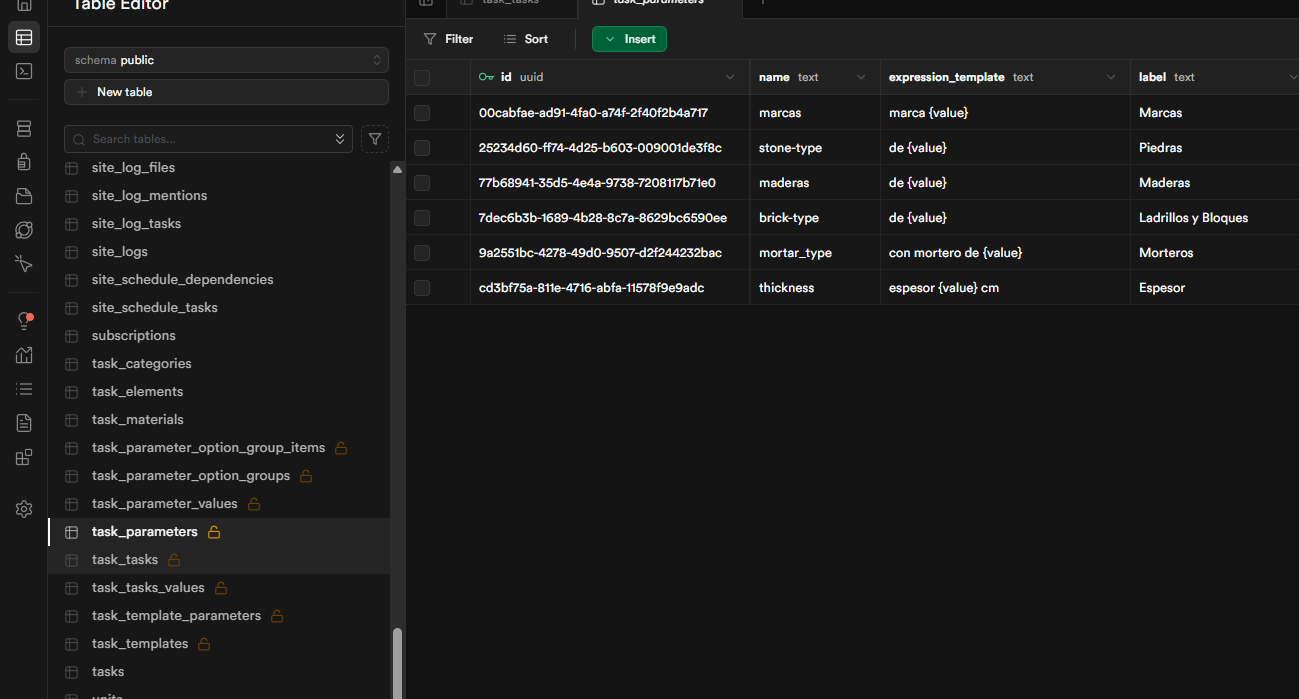 Table Editor
schema public
New table
Search tables...
site_log_files
site_log_mentions
site_log_tasks
site_logs
site_schedule_dependencies
site_schedule_tasks
subscriptions
task_categories
task_elements
task_materials
task_parameter_option_group_items
task_parameter_option_groups
task_parameter_values
task_parameters
task_tasks
task_tasks_values
task_template_parameters
task_templates
tasks
units
task_tasks
task_parameters
Filter Sort Insert
id uuid name text expression_template text label text
00cabfae-ad91-4fa0-a74f-2f40f2b4a717 marcas marca {value} Marcas
25234d60-ff74-4d25-b603-009001de3f8c stone-type de {value} Piedras
77b68941-35d5-4e4a-9738-7208117b71e0 maderas de {value} Maderas
7dec6b3b-1689-4b28-8c7a-8629bc6590ee brick-type de {value} Ladrillos y Bloques
9a2551bc-4278-49d0-9507-d2f244232bac mortar_type con mortero de {value} Morteros
cd3bf75a-811e-4716-abfa-11578f9e9adc thickness espesor {value} cm Espesor